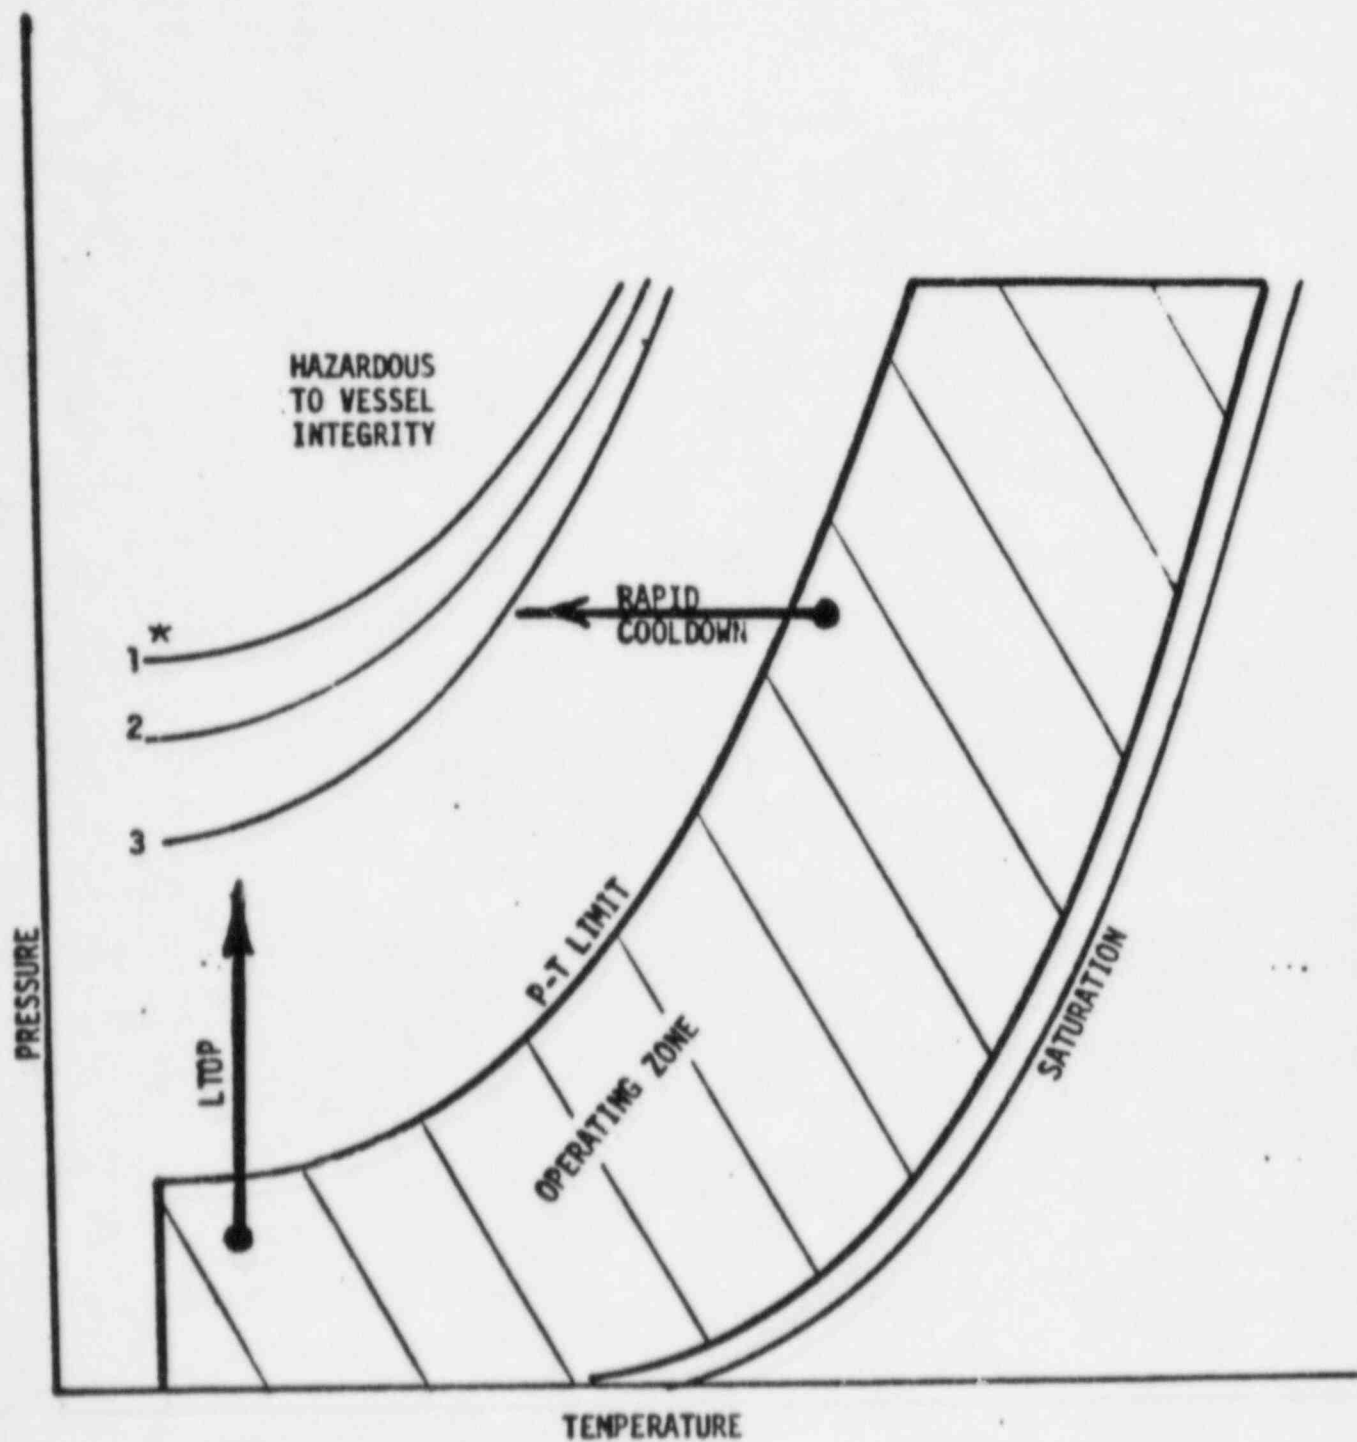 HAZARDOUS
TO VESSEL
INTEGRITY
RAPID
COOLDOWN
1*
2
3
P-T LIMIT
OPERATING ZONE
SATURATION
LTOP
PRESSURE
TEMPERATURE